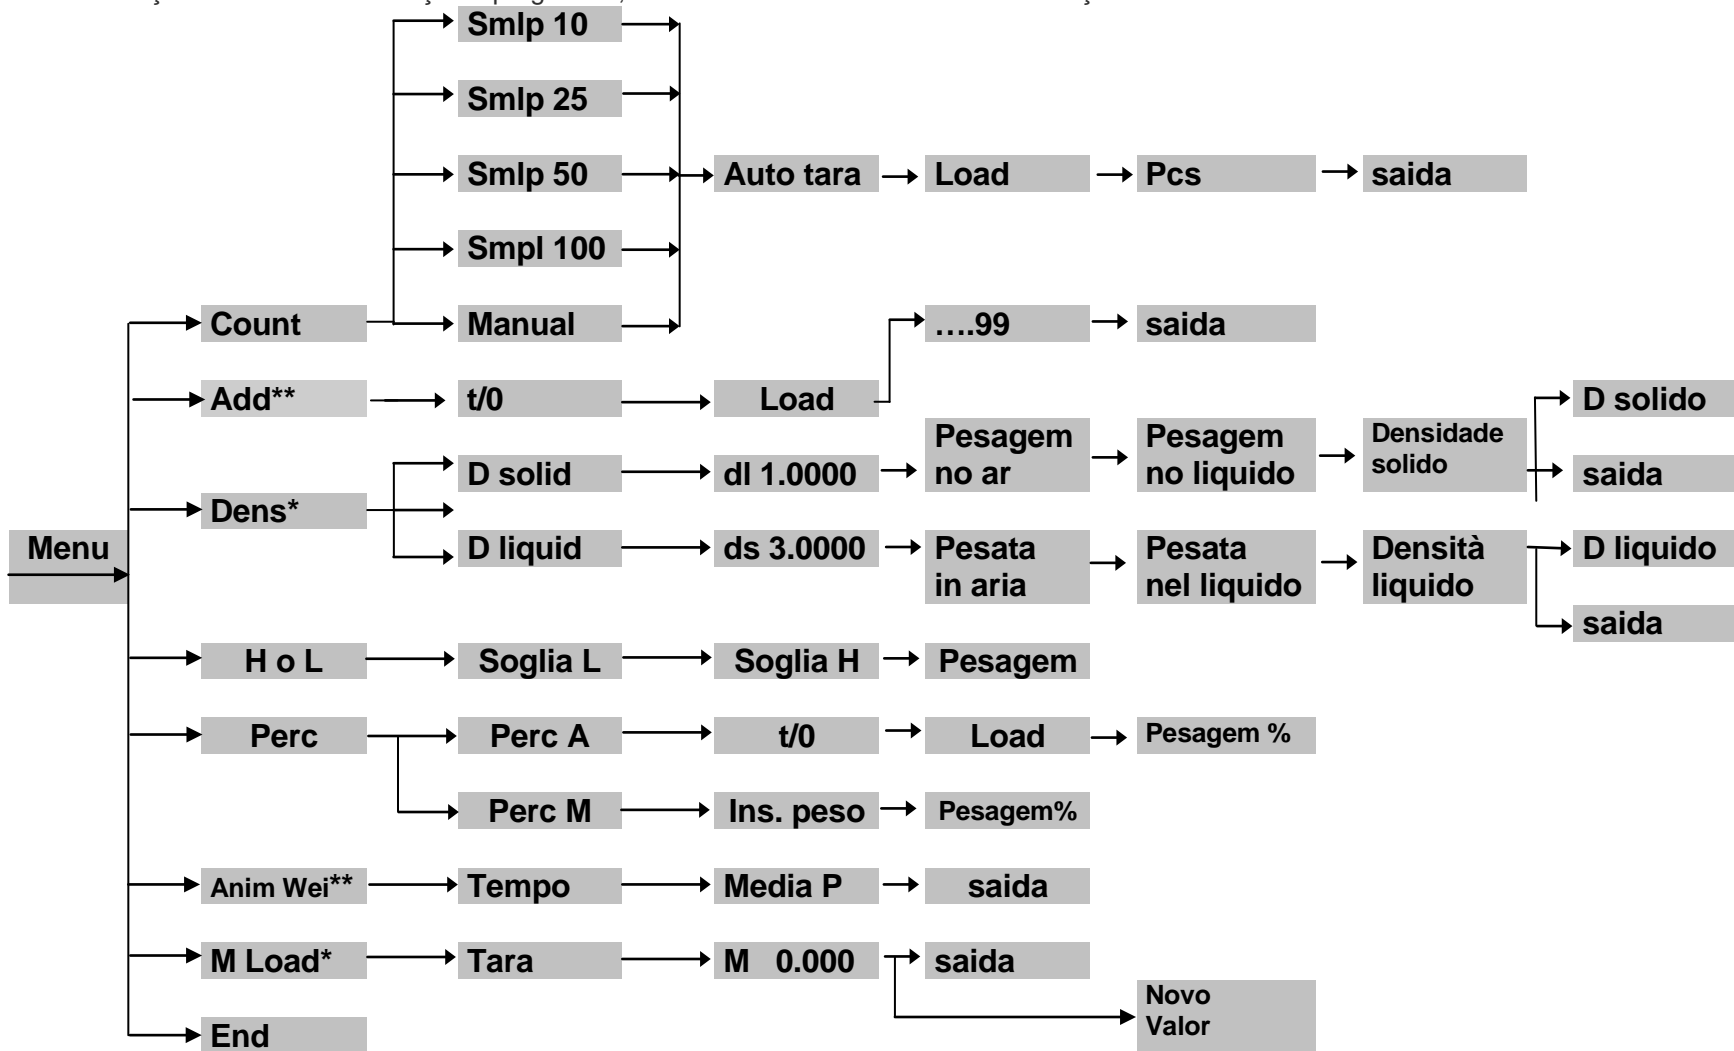 Smlp 10
Smlp 25
Smlp 50 Auto tara Load Pcs saida
Smpl 100
Count Manual ….99 saida
Add** t/0 Load D solido
Dens* D solid dl 1.0000 Pesagem no ar Pesagem no liquido Densidade solido saida
Menu D liquid ds 3.0000 Pesata in aria Pesata nel liquido Densità liquido D liquido
saida
H o L Soglia L Soglia H Pesagem
Perc Perc A t/0 Load Pesagem %
Perc M Ins. peso Pesagem%
Anim Wei** Tempo Media P saida
M Load* Tara M 0.000 saida
Novo
Valor
End